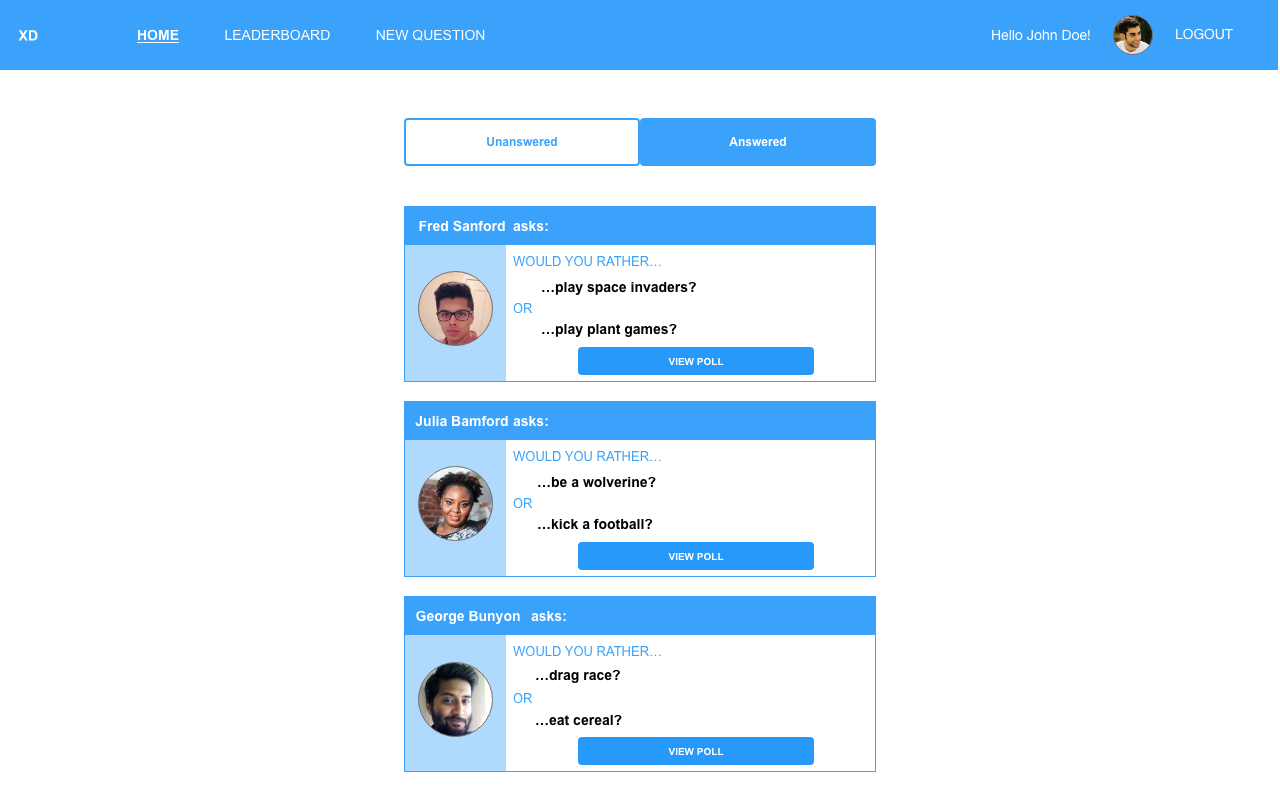 XD HOME LEADERBOARD NEW QUESTION Hello John Doe! LOGOUT
Unanswered Answered
Fred Sanford asks:
WOULD YOU RATHER…
…play space invaders?
OR
…play plant games?
VIEW POLL
Julia Bamford asks:
WOULD YOU RATHER…
…be a wolverine?
OR
…kick a football?
VIEW POLL
George Bunyon asks:
WOULD YOU RATHER…
…drag race?
OR
…eat cereal?
VIEW POLL